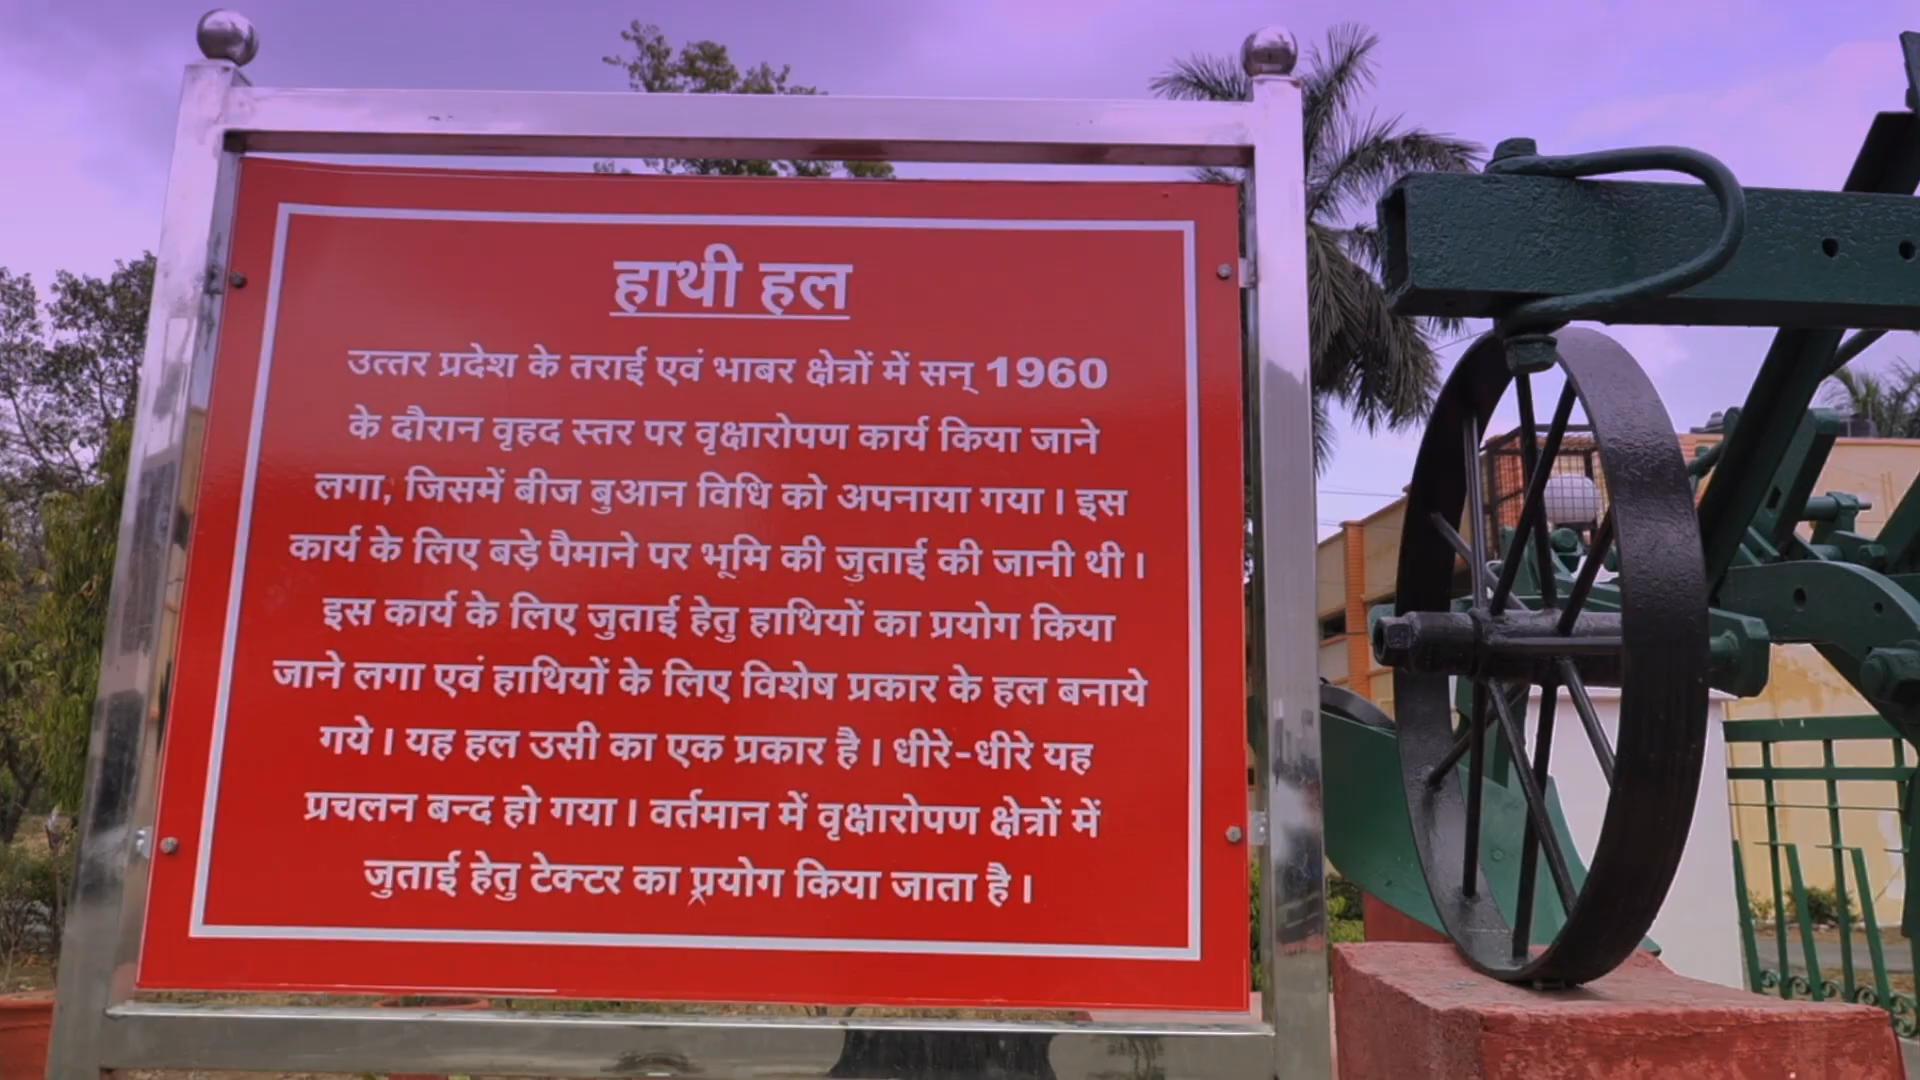 हाथी हल
उत्तर प्रदेश के तराई एवं भाबर क्षेत्रों में सन् 1960
के दौरान वृहद स्तर पर वृक्षारोपण कार्य किया जाने
लगा, जिसमें बीज बुआन विधि को अपनाया गया । इस
कार्य के लिए बड़े पैमाने पर भूमि की जुताई की जानी थी ।
इस कार्य के लिए जुताई हेतु हाथियों का प्रयोग किया
जाने लगा एवं हाथियों के लिए विशेष प्रकार के हल बनाये
गये । यह हल उसी का एक प्रकार है । धीरे-धीरे यह
प्रचलन बन्द हो गया । वर्तमान में वृक्षारोपण क्षेत्रों में
जुताई हेतु टेक्टर का प्रयोग किया जाता है ।